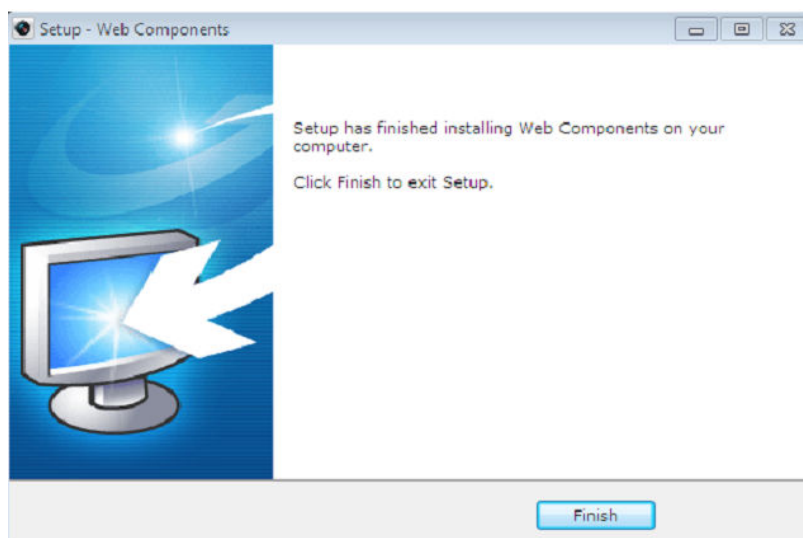 Setup - Web Components
Setup has finished installing Web Components on your
computer.
Click Finish to exit Setup.
Finish